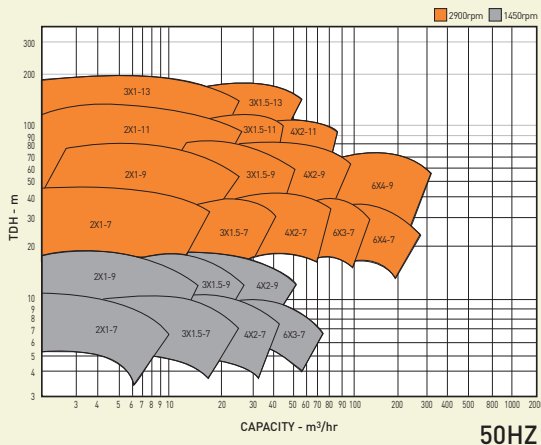 2900rpm 1450rpm
300
200
100
90
80
70
60
50
40
30
20
10
9
8
7
6
5
4
3
TDH - m
3X1-13
3X1.5-13
2X1-11
3X1.5-11
4X2-11
2X1-9
3X1.5-9
4X2-9
6X4-9
2X1-7
3X1.5-7
4X2-7
6X3-7
6X4-7
2X1-9
3X1.5-9
4X2-9
2X1-7
3X1.5-7
4X2-7
6X3-7
3 4 5 6 7 8 9 10 20 30 40 50 60 70 80 90 100 200 300 400 500 600 800 1000 2000
CAPACITY - m³/hr
50HZ